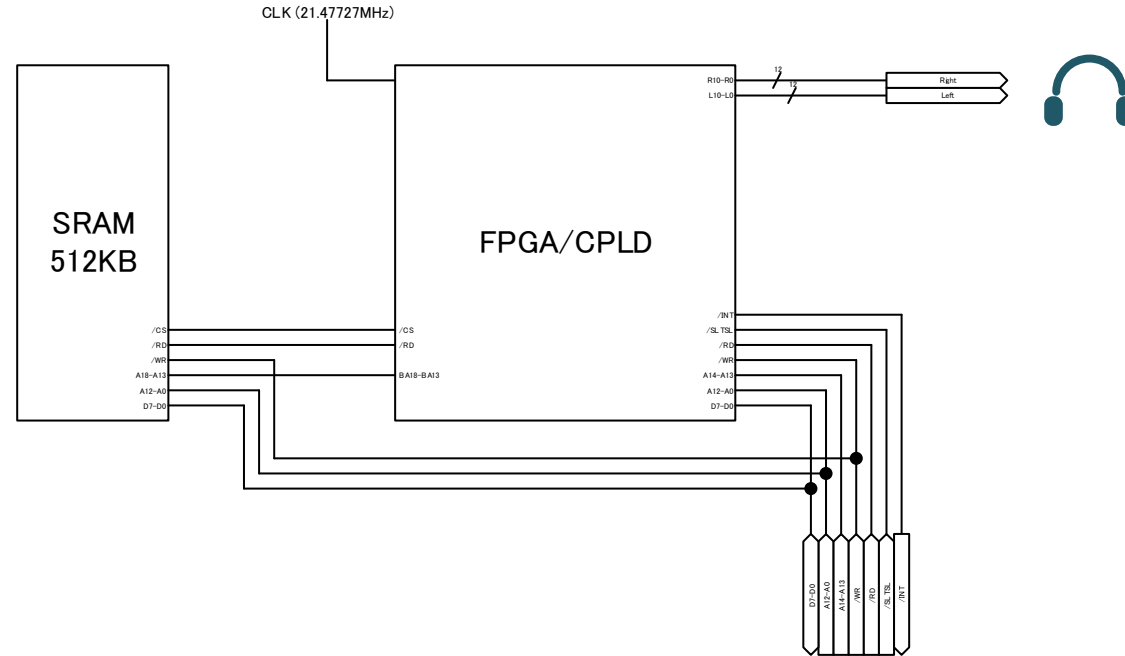 CLK (21.47727MHz)
R10-R0
12
Right
L10-L0
12
Left
SRAM
512KB
FPGA/CPLD
/CS
/RD
/WR
A18-A13
A12-A0
D7-D0
/CS
/RD
BA18-BA13
/INT
/SLTSL
/RD
/WR
A14-A13
A12-A0
D7-D0
D7-D0
A12-A0
A14-A13
/WR
/RD
/SLTSL
/INT